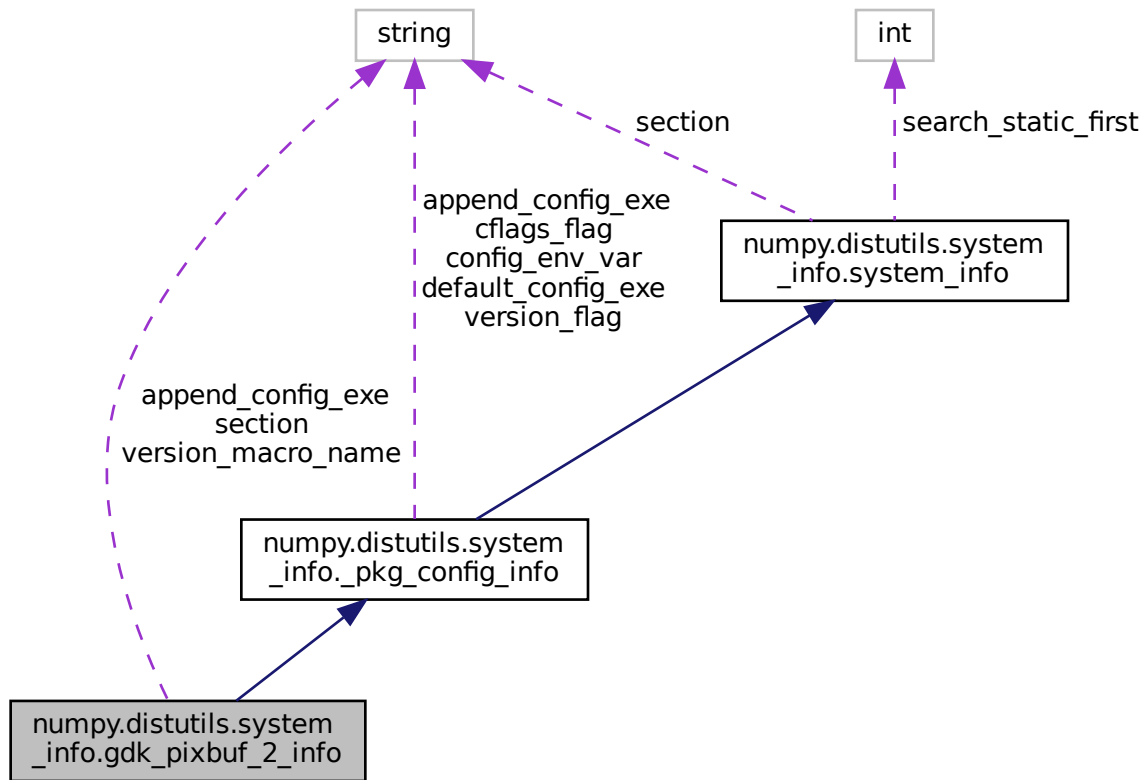 string
int
section
search_static_first
append_config_exe
cflags_flag
config_env_var
default_config_exe
version_flag
numpy.distutils.system
_info.system_info
append_config_exe
section
version_macro_name
numpy.distutils.system
_info._pkg_config_info
numpy.distutils.system
_info.gdk_pixbuf_2_info